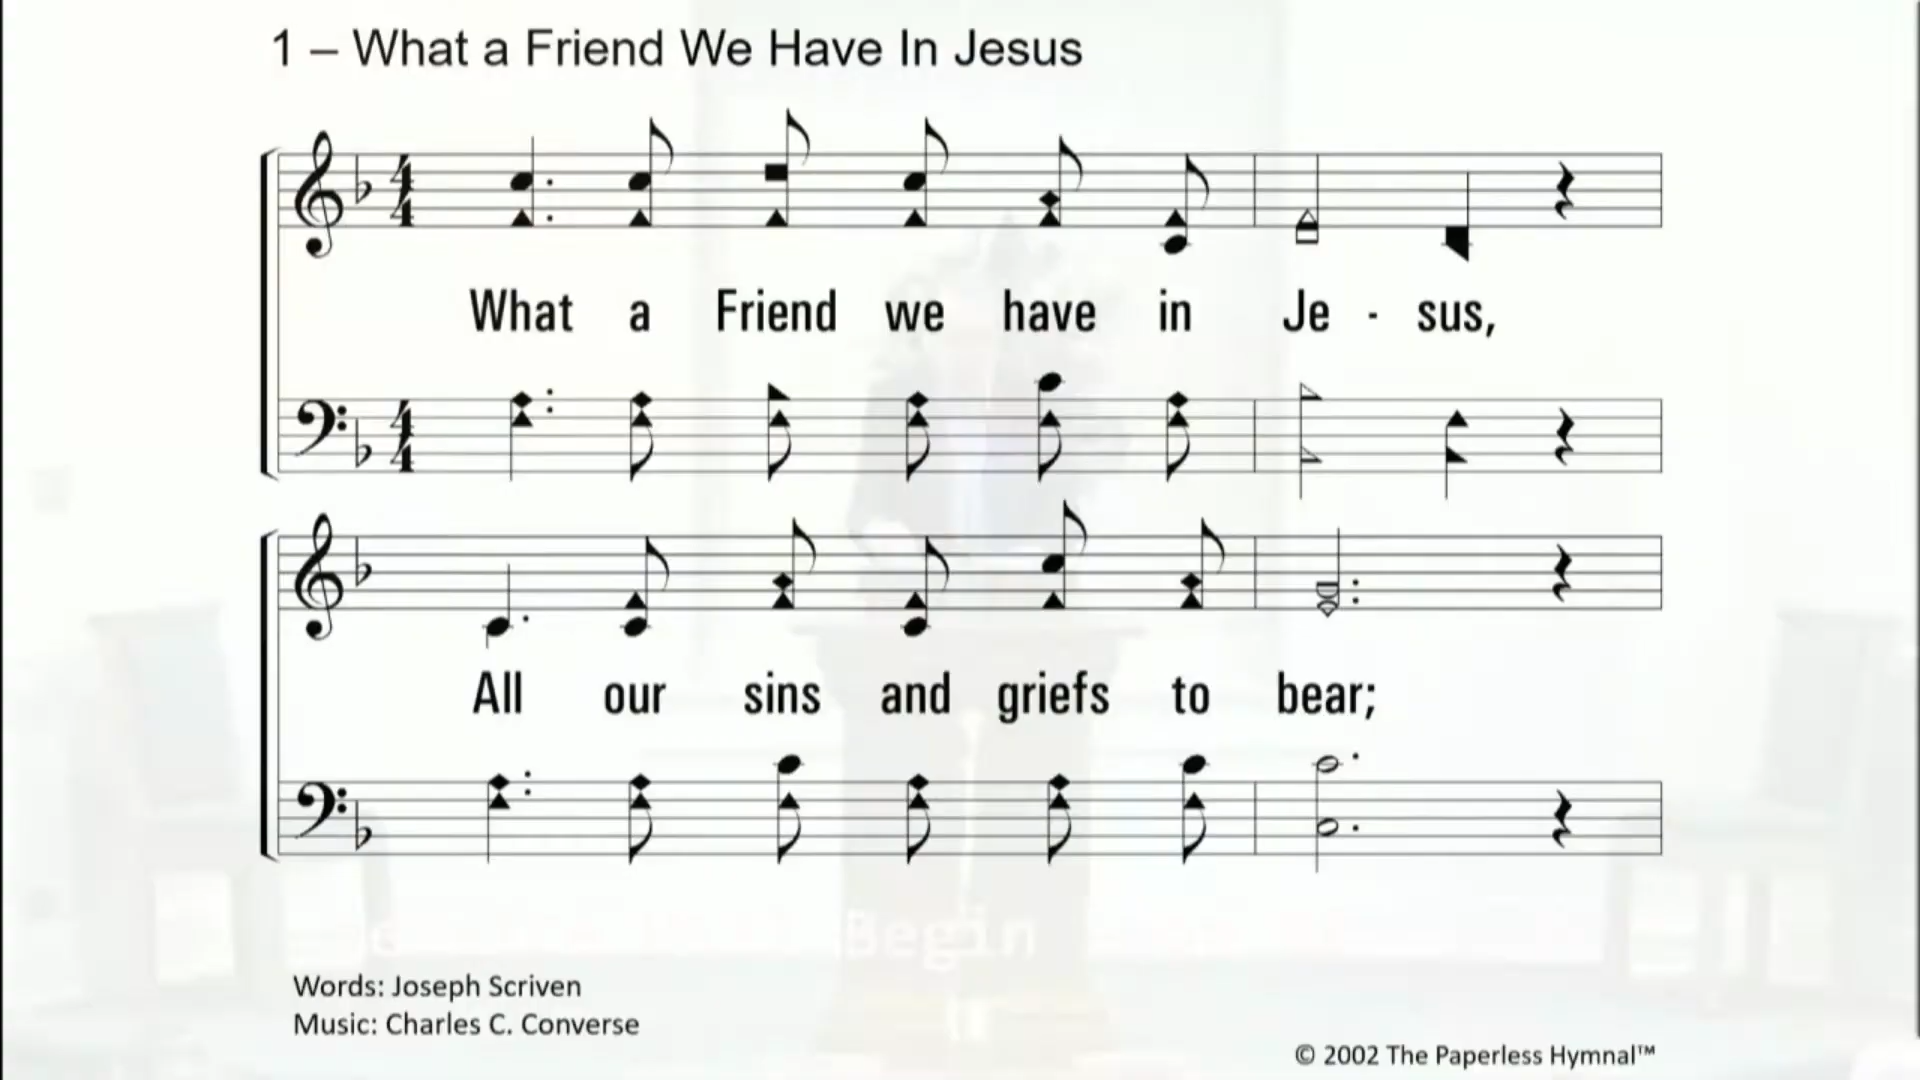 1 – What a Friend We Have In Jesus
What a Friend we have in Je - sus,
All our sins and griefs to bear;
Begin
Words: Joseph Scriven
Music: Charles C. Converse
© 2002 The Paperless Hymnal™